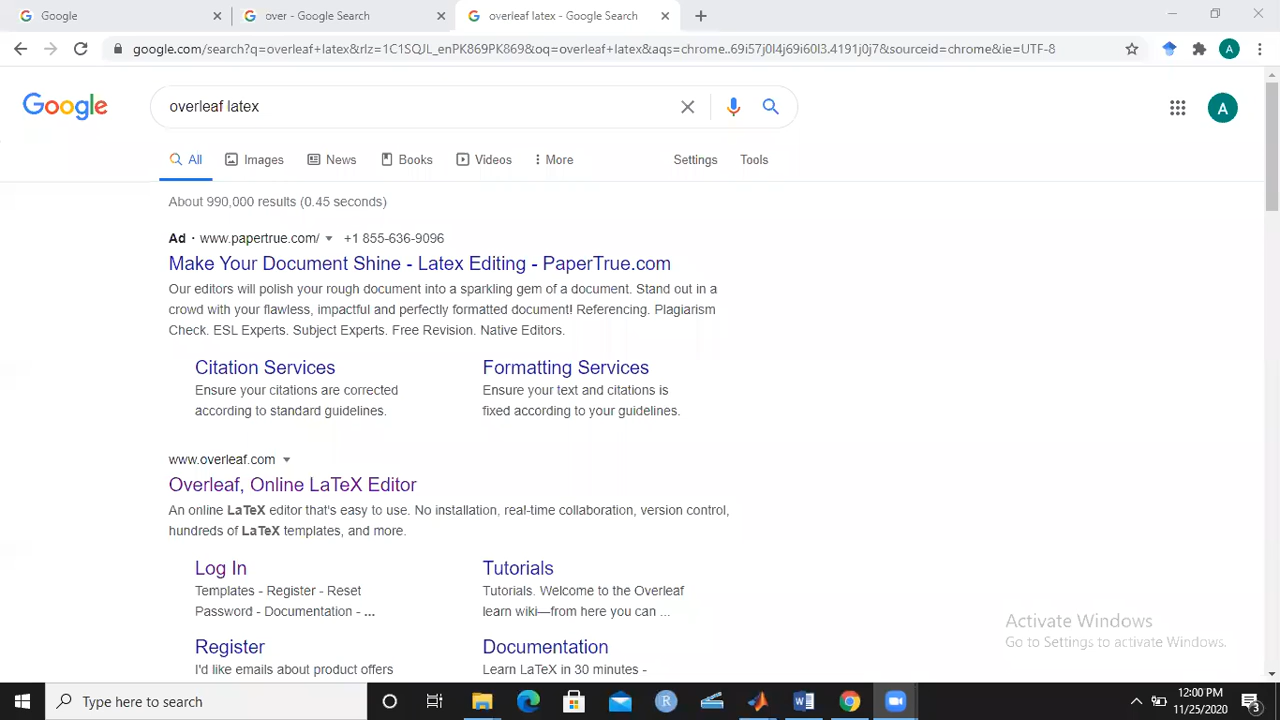 Google
over - Google Search
overleaf latex - Google Search
google.com/search?q=overleaf+latex&rlz=1C1SQJL_enPK869PK869&oq=overleaf+latex&aqs=chrome..69i57j0l4j69i60l3.4191j0j7&sourceid=chrome&ie=UTF-8
A
Google
overleaf latex
A
All
Images
News
Books
Videos
More
Settings
Tools
About 990,000 results (0.45 seconds)
Ad · www.papertrue.com/ +1 855-636-9096
Make Your Document Shine - Latex Editing - PaperTrue.com
Our editors will polish your rough document into a sparkling gem of a document. Stand out in a
crowd with your flawless, impactful and perfectly formatted document! Referencing. Plagiarism
Check. ESL Experts. Subject Experts. Free Revision. Native Editors.
Citation Services
Ensure your citations are corrected
according to standard guidelines.
Formatting Services
Ensure your text and citations is
fixed according to your guidelines.
www.overleaf.com
Overleaf, Online LaTeX Editor
An online LaTeX editor that's easy to use. No installation, real-time collaboration, version control,
hundreds of LaTeX templates, and more.
Log In
Templates - Register - Reset
Password - Documentation - ...
Tutorials
Tutorials. Welcome to the Overleaf
learn wiki—from here you can ...
Register
I'd like emails about product offers
Documentation
Learn LaTeX in 30 minutes -
Activate Windows
Go to Settings to activate Windows.
Type here to search
R
W
12:00 PM
11/25/2020
3